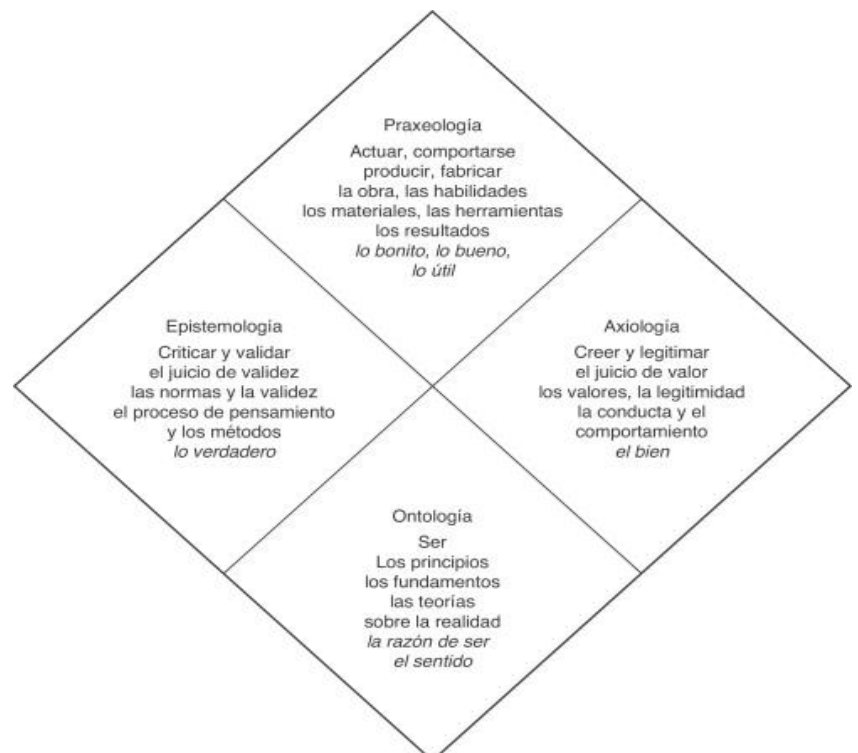 Praxeología
Actuar, comportarse
producir, fabricar
la obra, las habilidades
los materiales, las herramientas
los resultados
lo bonito, lo bueno,
lo útil
Epistemología
Criticar y validar
el juicio de validez
las normas y la validez
el proceso de pensamiento
y los métodos
lo verdadero
Axiología
Creer y legitimar
el juicio de valor
los valores, la legitimidad
la conducta y el
comportamiento
el bien
Ontología
Ser
Los principios
los fundamentos
las teorías
sobre la realidad
la razón de ser
el sentido